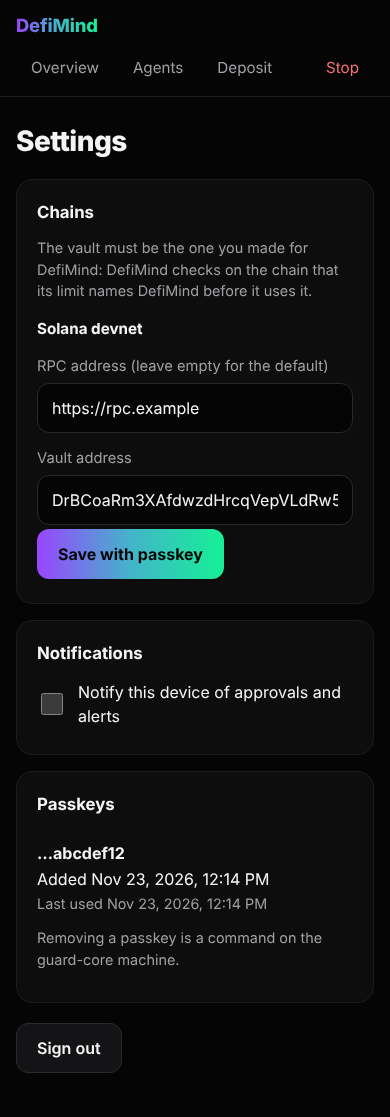 DefiMind
Overview Agents Deposit Stop
Settings
Chains
The vault must be the one you made for
DefiMind: DefiMind checks on the chain that
its limit names DefiMind before it uses it.
Solana devnet
RPC address (leave empty for the default)
https://rpc.example
Vault address
DrBCoaRm3XAfdwzdHrcqVepVLdRw5
Save with passkey
Notifications
Notify this device of approvals and
alerts
Passkeys
…abcdef12
Added Nov 23, 2026, 12:14 PM
Last used Nov 23, 2026, 12:14 PM
Removing a passkey is a command on the
guard-core machine.
Sign out